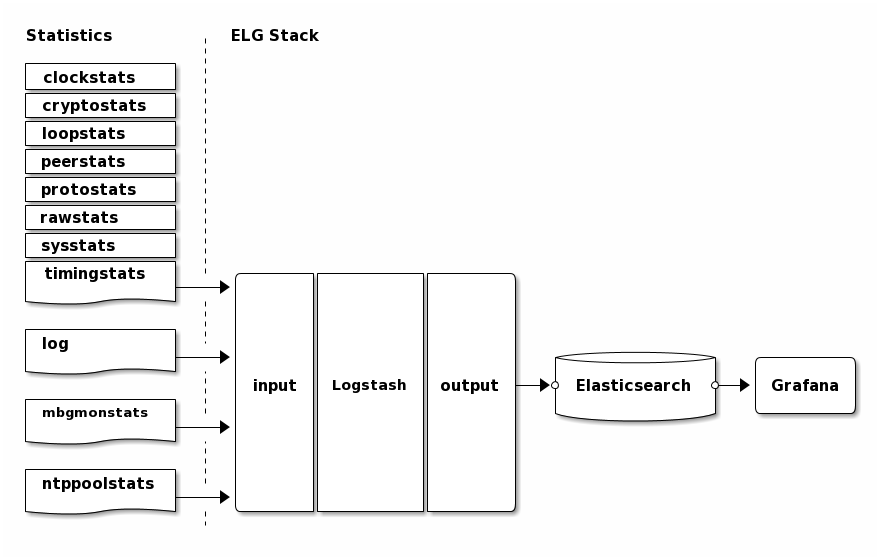 Statistics
ELG Stack
clockstats
cryptostats
loopstats
peerstats
protostats
rawstats
sysstats
timingstats
log
mbgmonstats
ntppoolstats
input
Logstash
output
Elasticsearch
Grafana